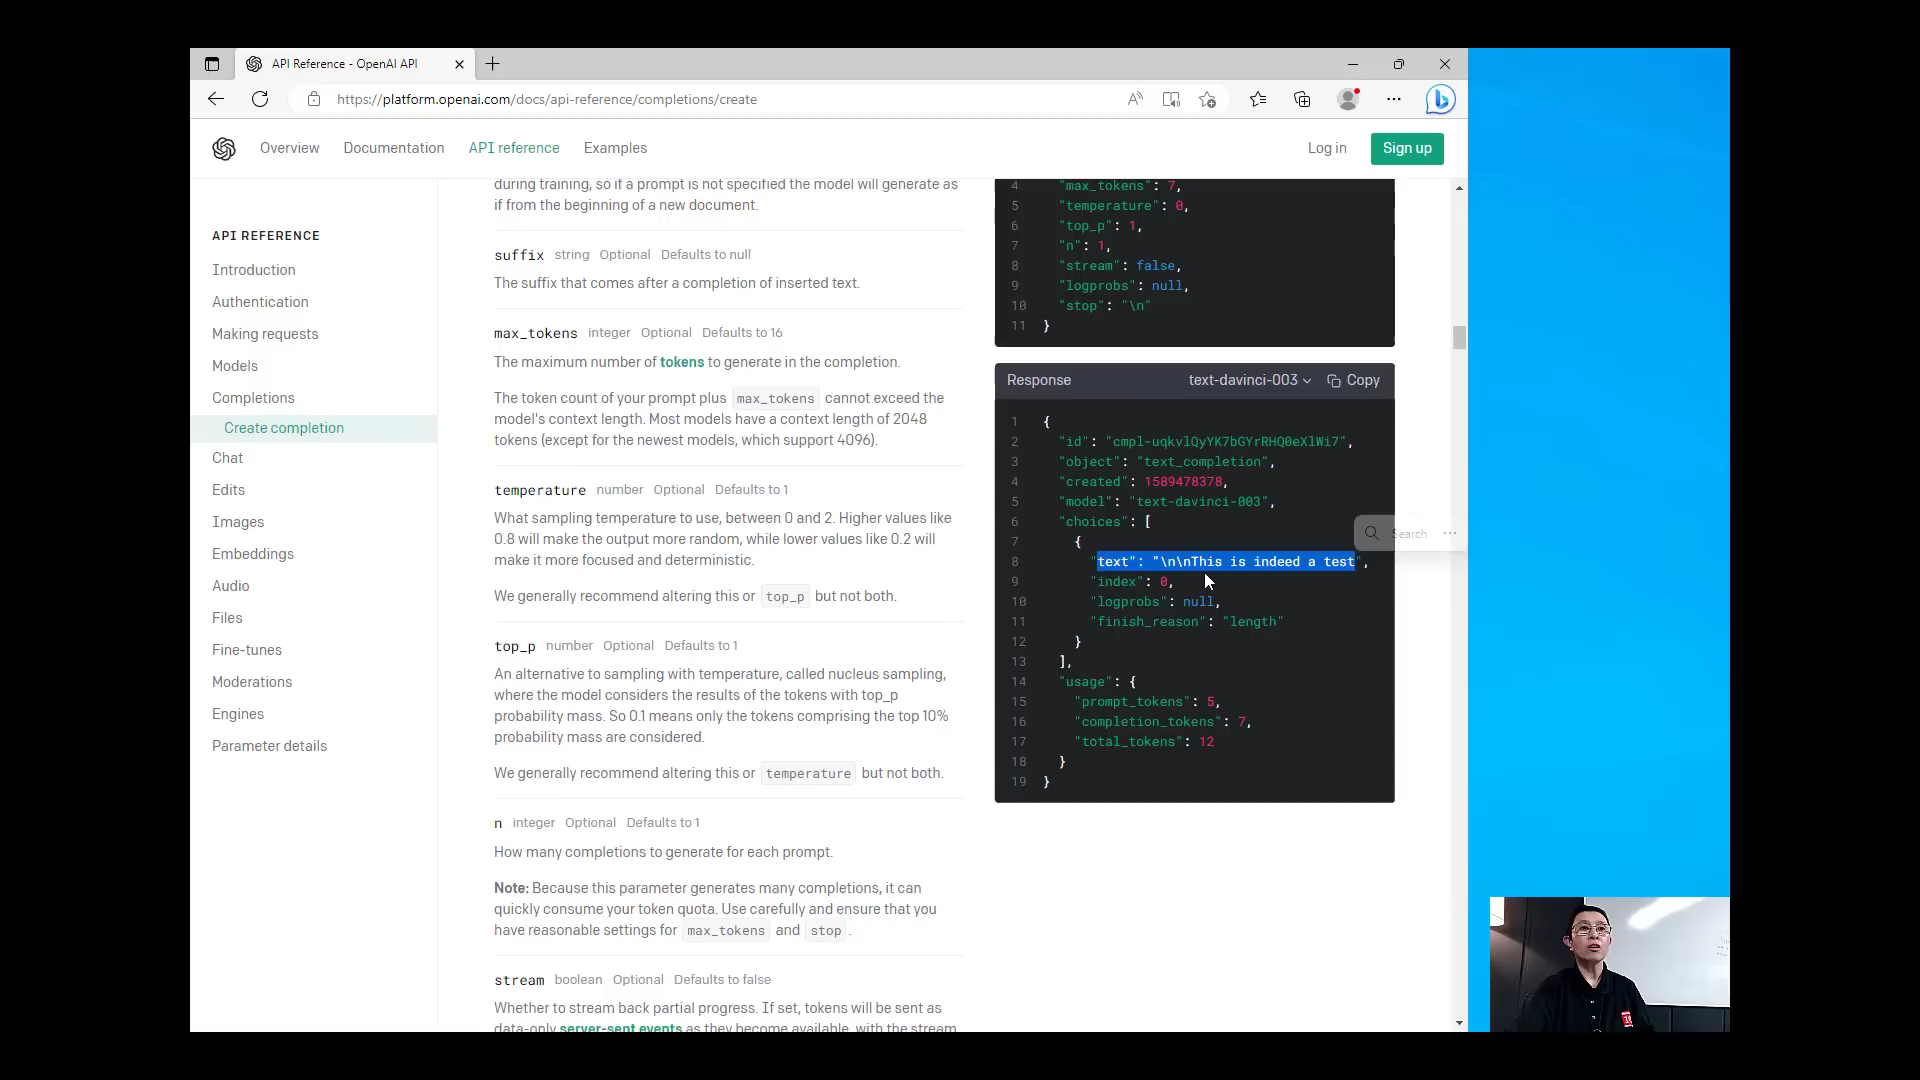 API Reference - OpenAI API
https://platform.openai.com/docs/api-reference/completions/create
Overview Documentation API reference Examples Log in Sign up
API REFERENCE
Introduction
Authentication
Making requests
Models
Completions
Create completion
Chat
Edits
Images
Embeddings
Audio
Files
Fine-tunes
Moderations
Engines
Parameter details
during training, so if a prompt is not specified the model will generate as
if from the beginning of a new document.
suffix string Optional Defaults to null
The suffix that comes after a completion of inserted text.
max_tokens integer Optional Defaults to 16
The maximum number of tokens to generate in the completion.
The token count of your prompt plus max_tokens cannot exceed the
model's context length. Most models have a context length of 2048
tokens (except for the newest models, which support 4096).
temperature number Optional Defaults to 1
What sampling temperature to use, between 0 and 2. Higher values like
0.8 will make the output more random, while lower values like 0.2 will
make it more focused and deterministic.
We generally recommend altering this or top_p but not both.
top_p number Optional Defaults to 1
An alternative to sampling with temperature, called nucleus sampling,
where the model considers the results of the tokens with top_p
probability mass. So 0.1 means only the tokens comprising the top 10%
probability mass are considered.
We generally recommend altering this or temperature but not both.
n integer Optional Defaults to 1
How many completions to generate for each prompt.
Note: Because this parameter generates many completions, it can
quickly consume your token quota. Use carefully and ensure that you
have reasonable settings for max_tokens and stop.
stream boolean Optional Defaults to false
Whether to stream back partial progress. If set, tokens will be sent as
data-only server-sent events as they become available, with the stream
4 "max_tokens": 7,
5 "temperature": 0,
6 "top_p": 1,
7 "n": 1,
8 "stream": false,
9 "logprobs": null,
10 "stop": "\n"
11 }
Response text-davinci-003 Copy
1 {
2 "id": "cmpl-uqkvlQyYK7bGYrRHQ0eXlWi7",
3 "object": "text_completion",
4 "created": 1589478378,
5 "model": "text-davinci-003",
6 "choices": [
7 {
8 "text": "\n\nThis is indeed a test",
9 "index": 0,
10 "logprobs": null,
11 "finish_reason": "length"
12 }
13 ],
14 "usage": {
15 "prompt_tokens": 5,
16 "completion_tokens": 7,
17 "total_tokens": 12
18 }
19 }
Search